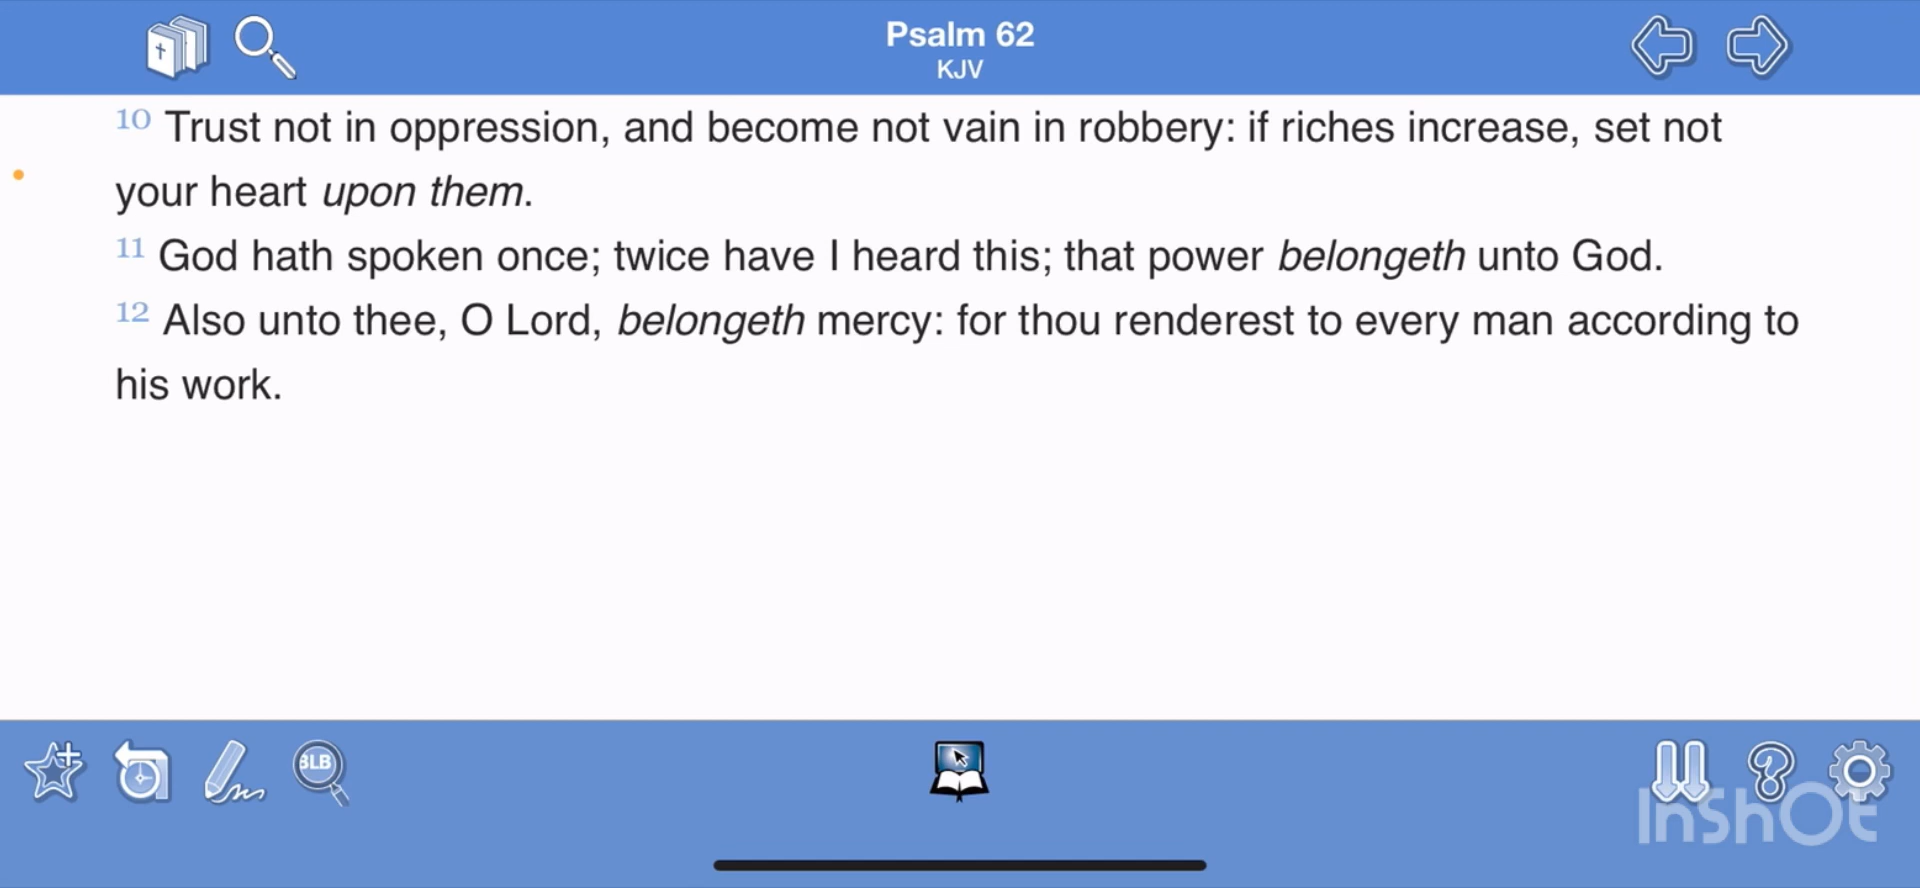 Psalm 62
KJV
10 Trust not in oppression, and become not vain in robbery: if riches increase, set not
your heart upon them.
11 God hath spoken once; twice have I heard this; that power belongeth unto God.
12 Also unto thee, O Lord, belongeth mercy: for thou renderest to every man according to
his work.
BLB
InShOt